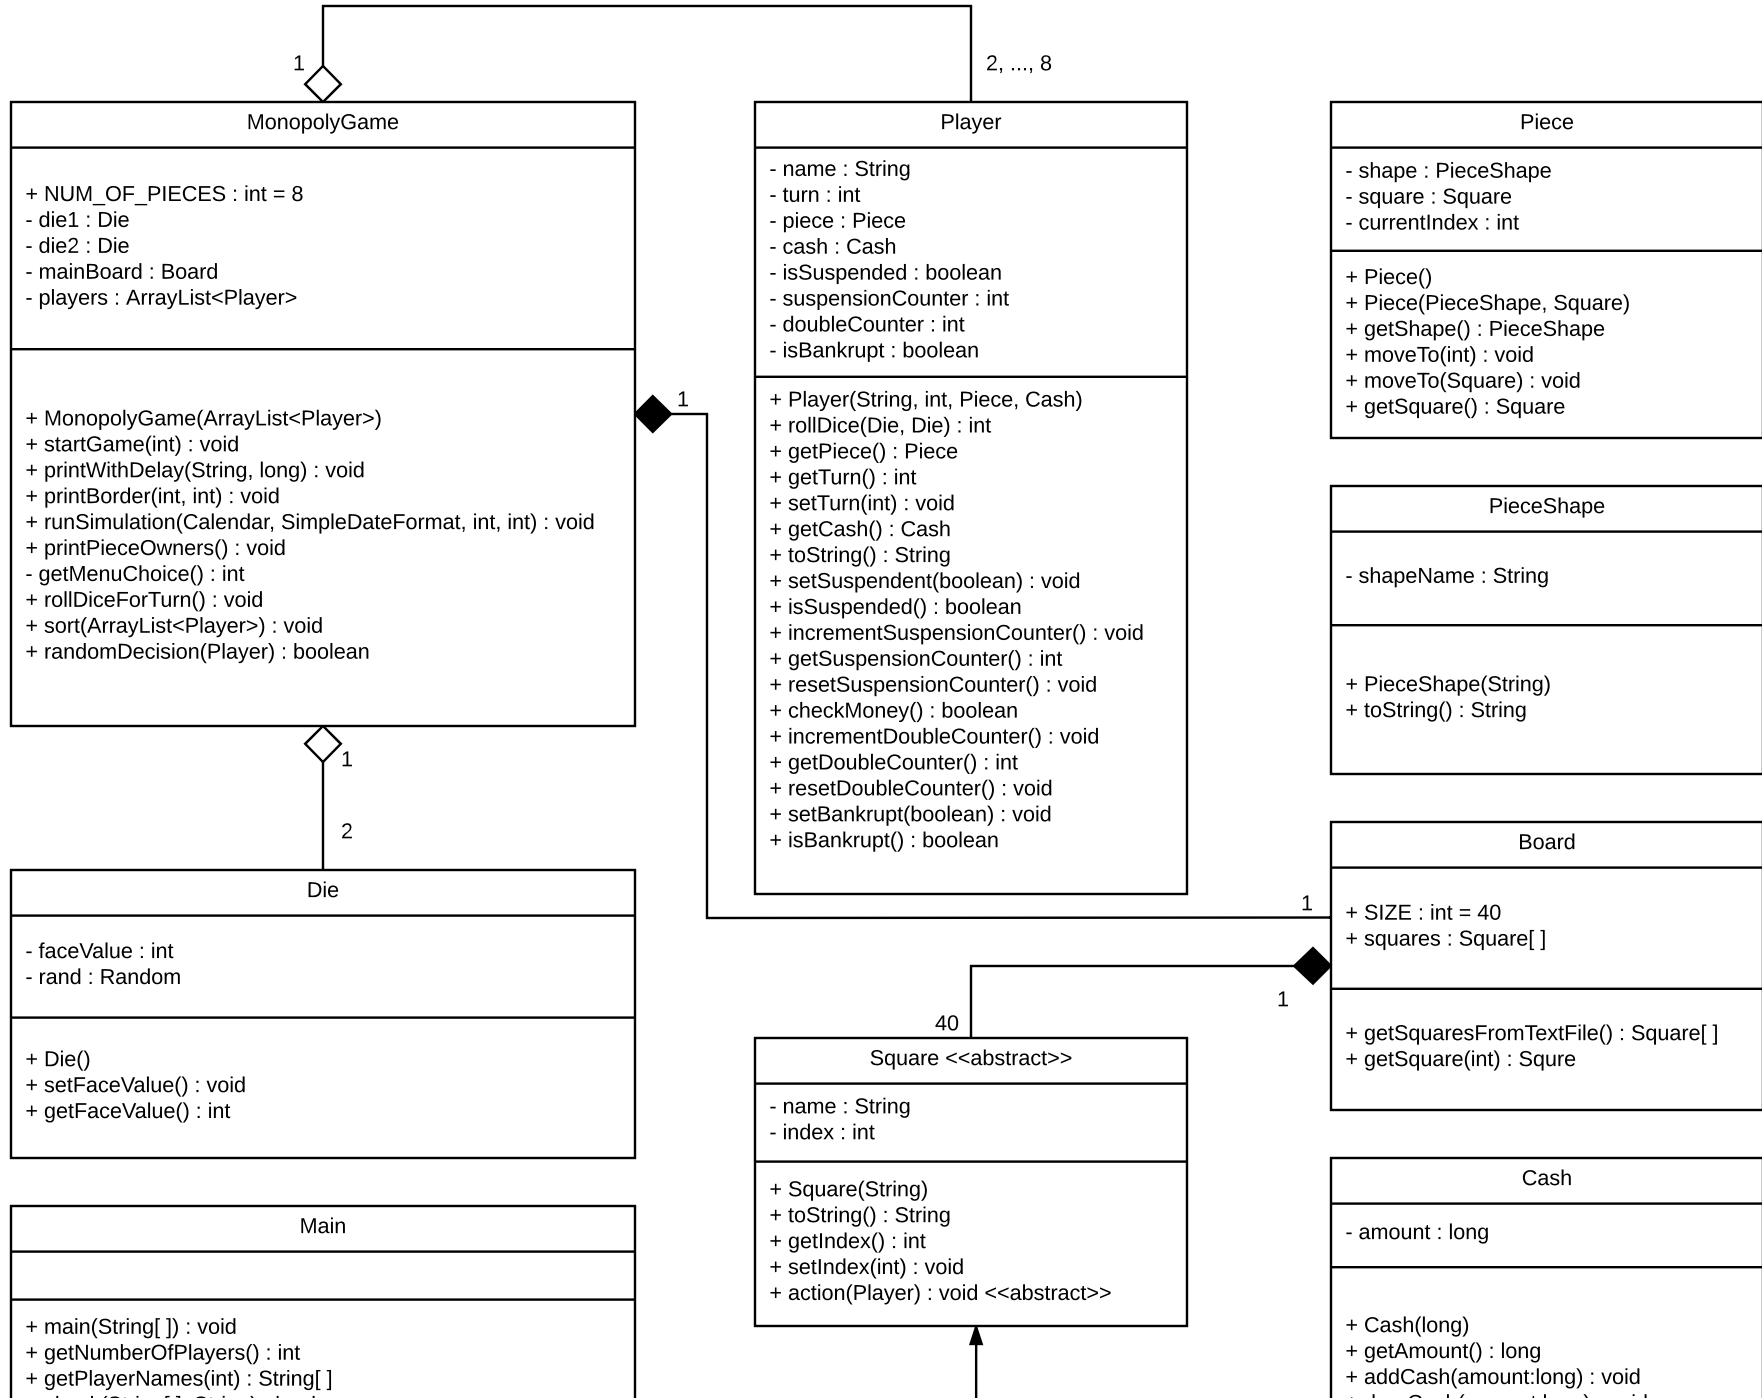 1
2, ..., 8
MonopolyGame
+ NUM_OF_PIECES : int = 8
- die1 : Die
- die2 : Die
- mainBoard : Board
- players : ArrayList<Player>
+ MonopolyGame(ArrayList<Player>)
+ startGame(int) : void
+ printWithDelay(String, long) : void
+ printBorder(int, int) : void
+ runSimulation(Calendar, SimpleDateFormat, int, int) : void
+ printPieceOwners() : void
- getMenuChoice() : int
+ rollDiceForTurn() : void
+ sort(ArrayList<Player>) : void
+ randomDecision(Player) : boolean
1
1
2
Die
- faceValue : int
- rand : Random
+ Die()
+ setFaceValue() : void
+ getFaceValue() : int
Main
+ main(String[ ]) : void
+ getNumberOfPlayers() : int
+ getPlayerNames(int) : String[ ]
Player
- name : String
- turn : int
- piece : Piece
- cash : Cash
- isSuspended : boolean
- suspensionCounter : int
- doubleCounter : int
- isBankrupt : boolean
+ Player(String, int, Piece, Cash)
+ rollDice(Die, Die) : int
+ getPiece() : Piece
+ getTurn() : int
+ setTurn(int) : void
+ getCash() : Cash
+ toString() : String
+ setSuspendent(boolean) : void
+ isSuspended() : boolean
+ incrementSuspensionCounter() : void
+ getSuspensionCounter() : int
+ resetSuspensionCounter() : void
+ checkMoney() : boolean
+ incrementDoubleCounter() : void
+ getDoubleCounter() : int
+ resetDoubleCounter() : void
+ setBankrupt(boolean) : void
+ isBankrupt() : boolean
1
1
40
Square <<abstract>>
- name : String
- index : int
+ Square(String)
+ toString() : String
+ getIndex() : int
+ setIndex(int) : void
+ action(Player) : void <<abstract>>
Piece
- shape : PieceShape
- square : Square
- currentIndex : int
+ Piece()
+ Piece(PieceShape, Square)
+ getShape() : PieceShape
+ moveTo(int) : void
+ moveTo(Square) : void
+ getSquare() : Square
PieceShape
- shapeName : String
+ PieceShape(String)
+ toString() : String
Board
+ SIZE : int = 40
+ squares : Square[ ]
+ getSquaresFromTextFile() : Square[ ]
+ getSquare(int) : Squre
Cash
- amount : long
+ Cash(long)
+ getAmount() : long
+ addCash(amount:long) : void